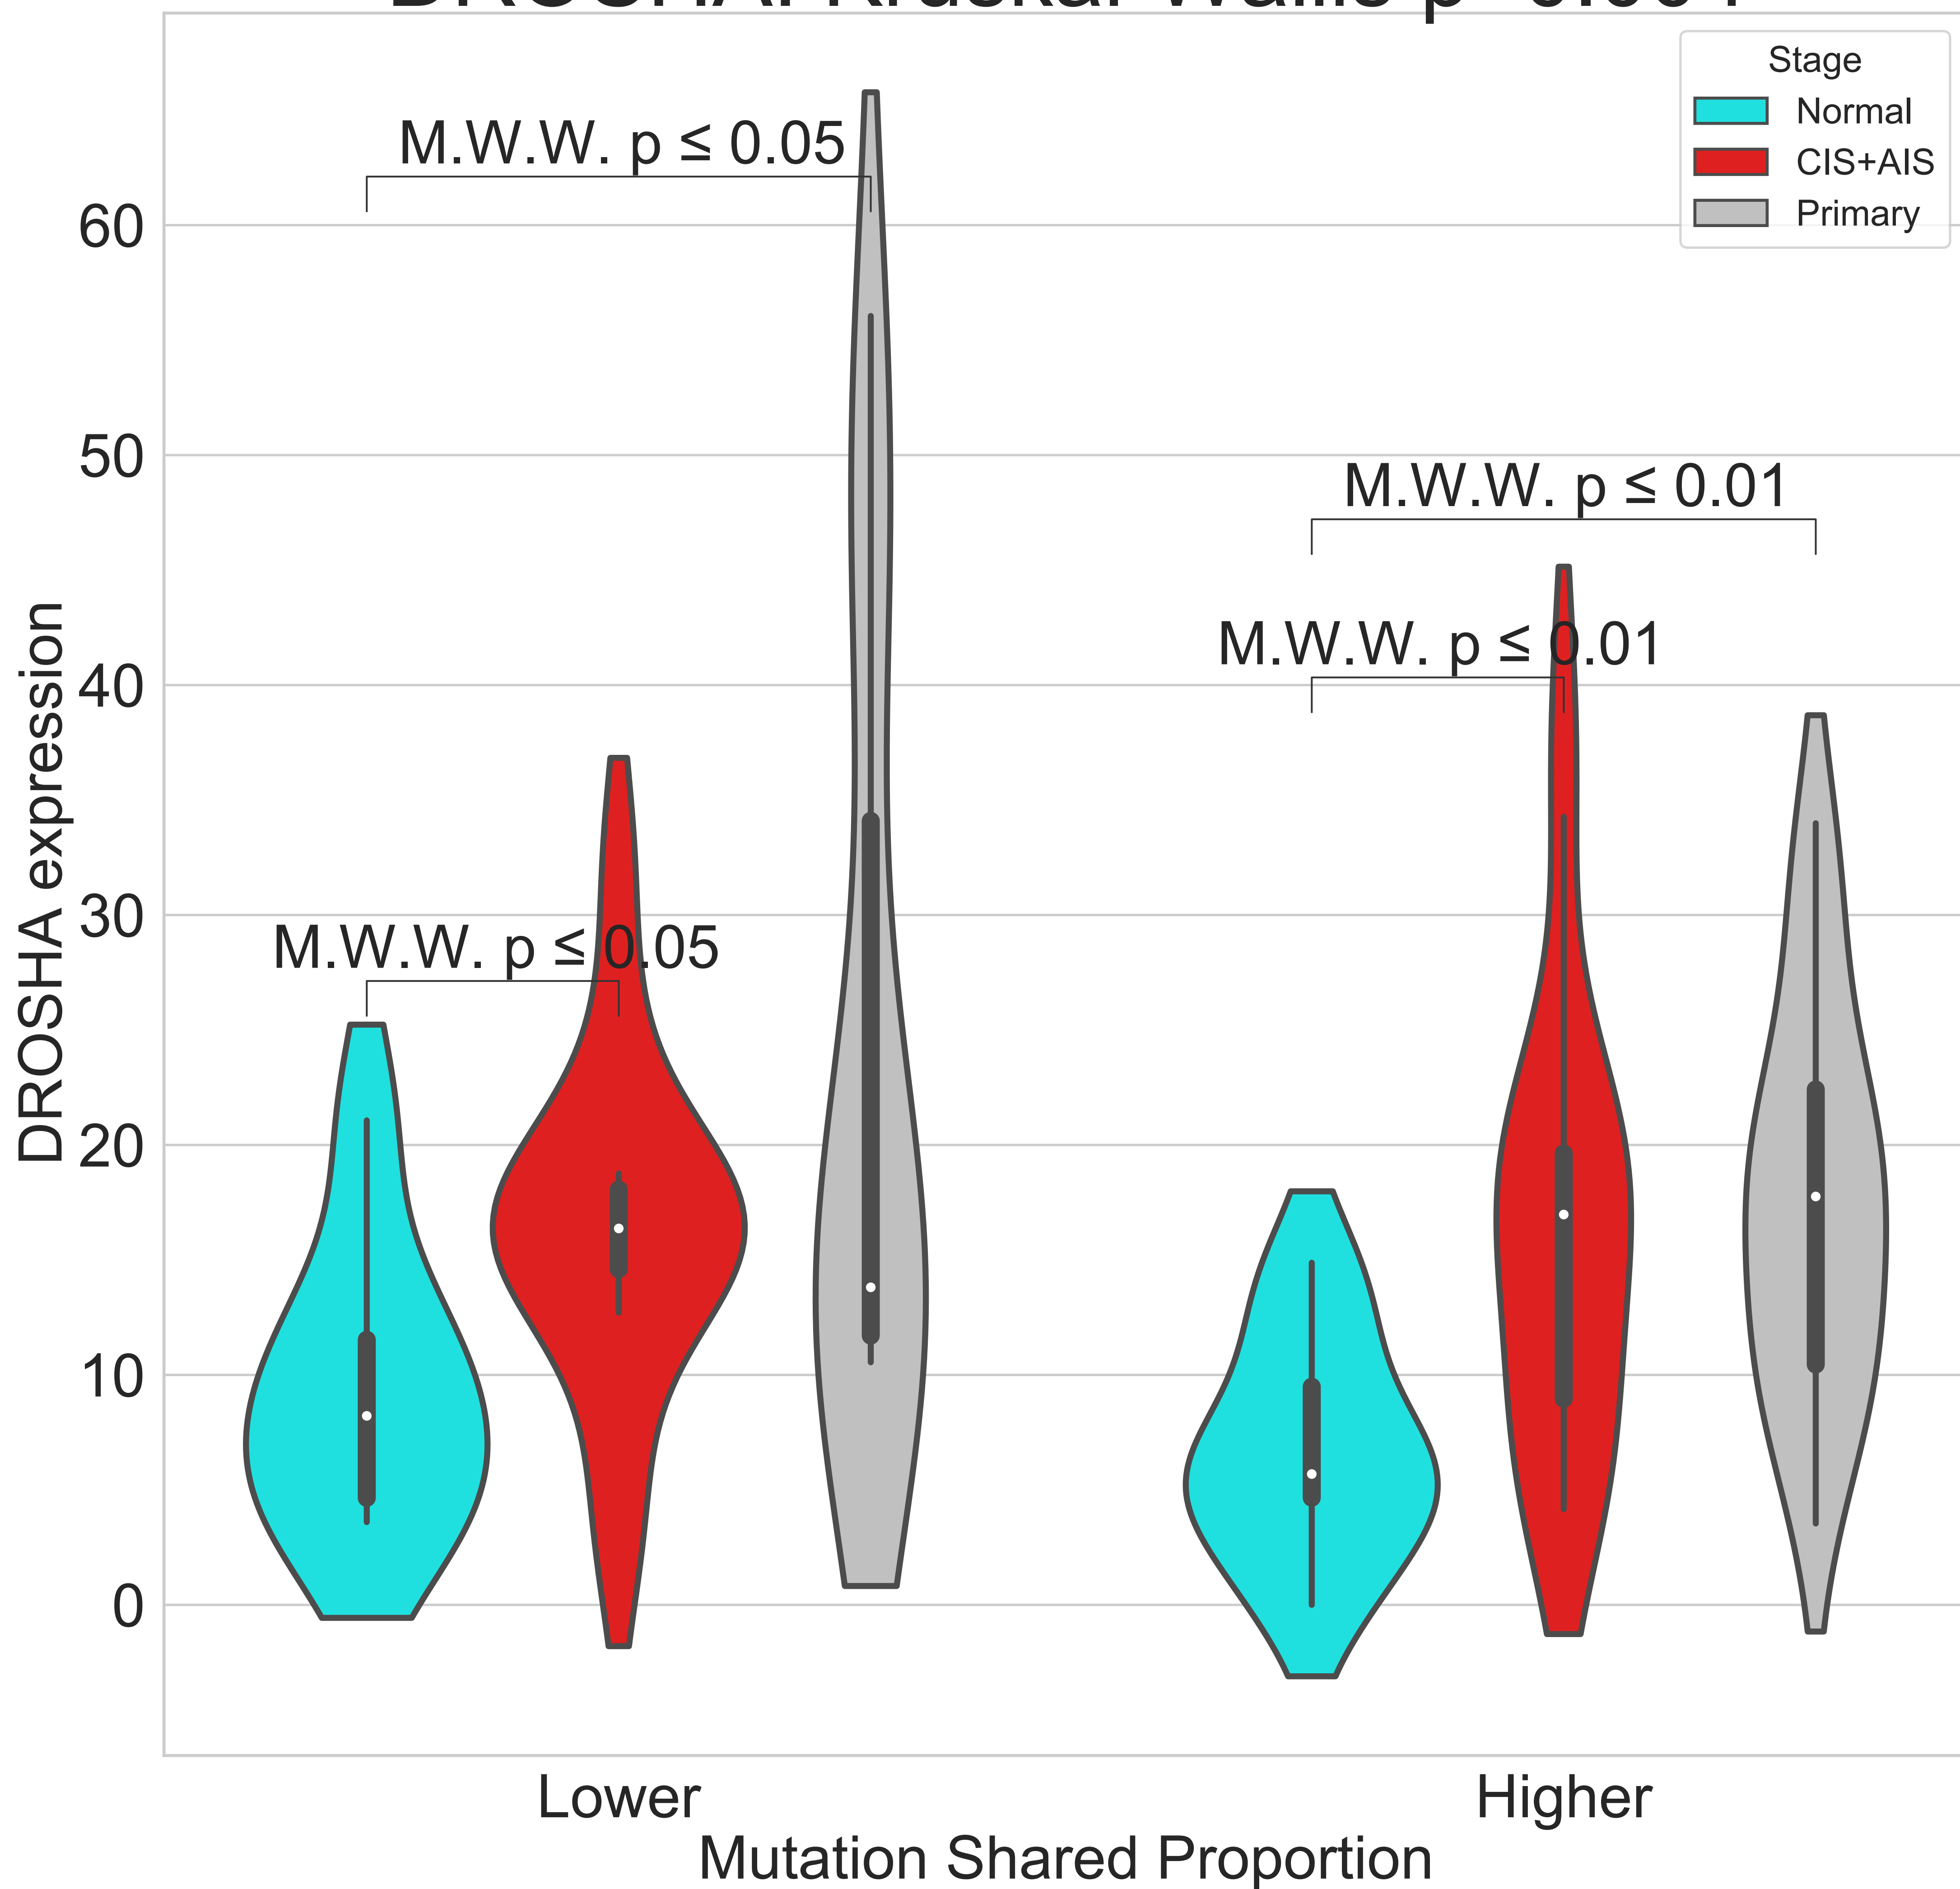 Stage
Normal
CIS+AIS
Primary
M.W.W. p ≤ 0.05
M.W.W. p ≤ 0.01
M.W.W. p ≤ 0.01
M.W.W. p ≤ 0.05
DROSHA expression
60
50
40
30
20
10
0
Lower
Higher
Mutation Shared Proportion